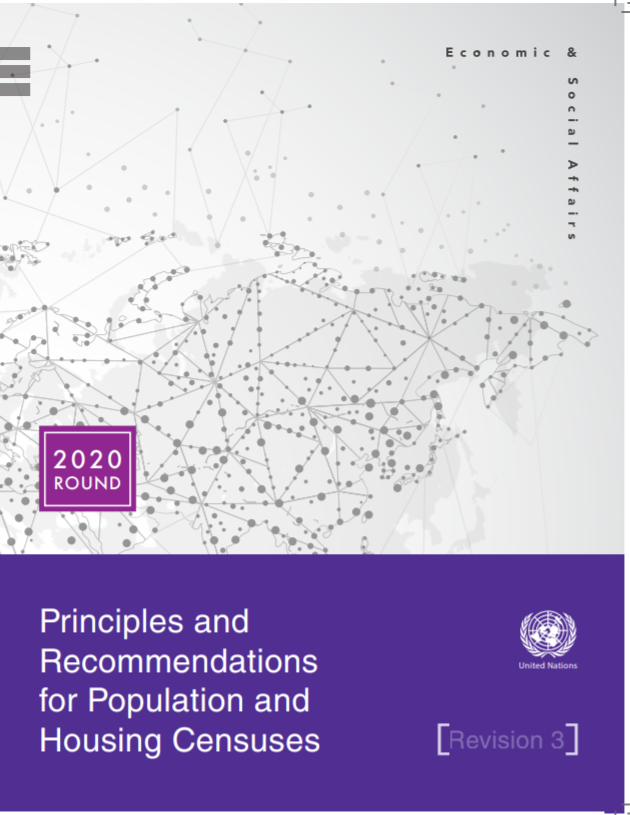 Economic &
Social Affairs
2020
ROUND
Principles and
Recommendations
for Population and
Housing Censuses
United Nations
[Revision 3]